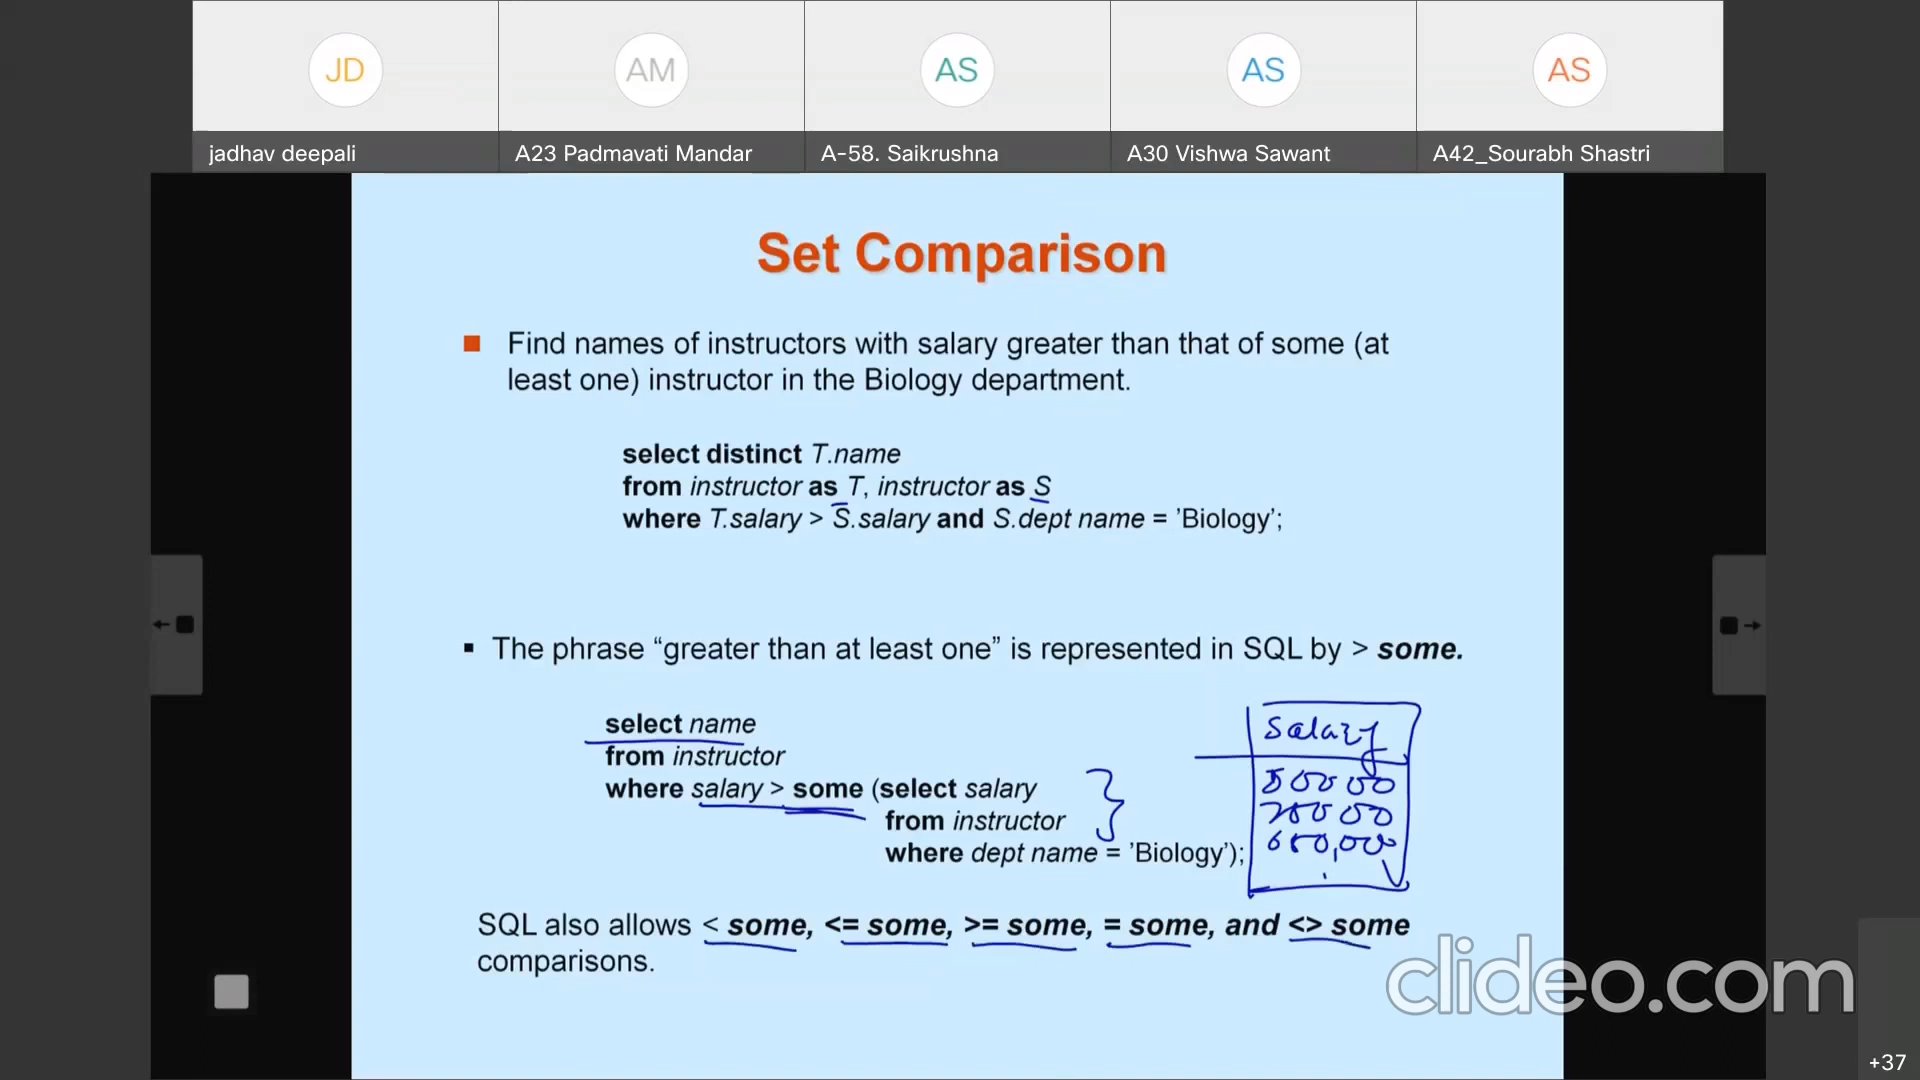 JD
AM
AS
AS
AS
jadhav deepali
A23 Padmavati Mandar
A-58. Saikrushna
A30 Vishwa Sawant
A42_Sourabh Shastri
Set Comparison
Find names of instructors with salary greater than that of some (at
least one) instructor in the Biology department.
select distinct T.name
from instructor as T, instructor as S
where T.salary > S.salary and S.dept name = ’Biology’;
The phrase “greater than at least one” is represented in SQL by > some.
select name
from instructor
where salary > some (select salary
from instructor
where dept name = ’Biology’);
Salary
SQL also allows < some, <= some, >= some, = some, and <> some
comparisons.
clideo.com
+37